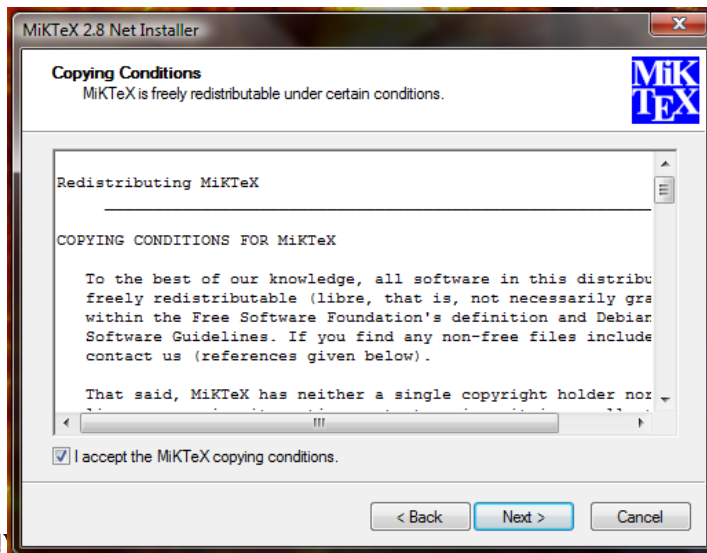 MiKTeX 2.8 Net Installer
Copying Conditions
MiKTeX is freely redistributable under certain conditions.
MiK
TEX
Redistributing MiKTeX
COPYING CONDITIONS FOR MiKTeX
To the best of our knowledge, all software in this distribu
freely redistributable (libre, that is, not necessarily gra
within the Free Software Foundation's definition and Debian
Software Guidelines. If you find any non-free files include
contact us (references given below).
That said, MiKTeX has neither a single copyright holder nor
I accept the MiKTeX copying conditions.
< Back
Next >
Cancel